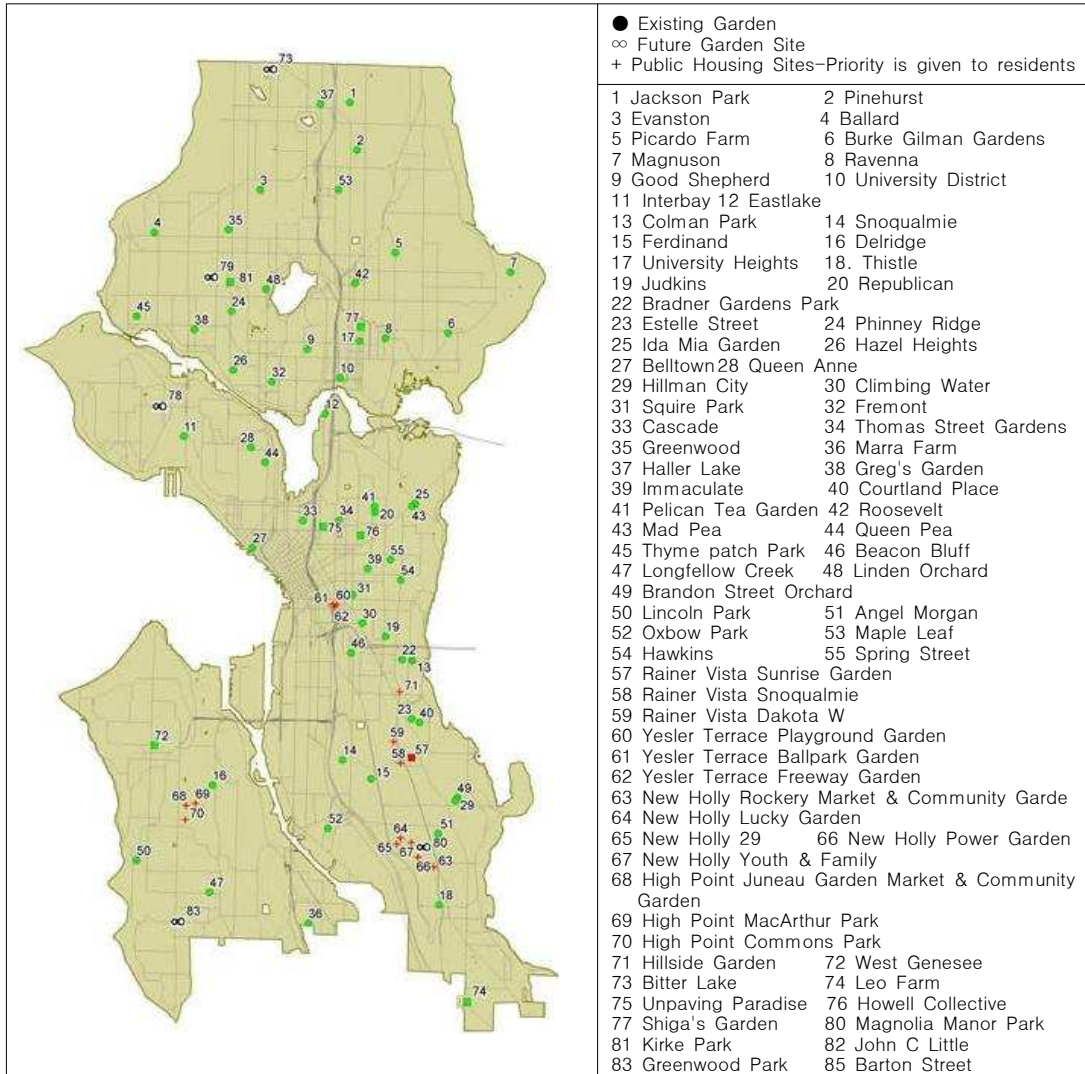 73
37 1
2
3 53
35
4
5
7
79
81 48 42
24
45
38 77
17 8 6
9
26
32 10
78
12
11
28
44
41 25
33 34 20 43
75 76
27
55
39
54
31
61 60
62 30
19
46
22 13
71
23 40
59
72
58 57
14
15
16
69
68
70
49
29
52
64 51
65 80
67
66 63
50
47
18
83
36
74
● Existing Garden
∞ Future Garden Site
+ Public Housing Sites-Priority is given to residents
1 Jackson Park 2 Pinehurst
3 Evanston 4 Ballard
5 Picardo Farm 6 Burke Gilman Gardens
7 Magnuson 8 Ravenna
9 Good Shepherd 10 University District
11 Interbay 12 Eastlake
13 Colman Park 14 Snoqualmie
15 Ferdinand 16 Delridge
17 University Heights 18. Thistle
19 Judkins 20 Republican
22 Bradner Gardens Park
23 Estelle Street 24 Phinney Ridge
25 Ida Mia Garden 26 Hazel Heights
27 Belltown 28 Queen Anne
29 Hillman City 30 Climbing Water
31 Squire Park 32 Fremont
33 Cascade 34 Thomas Street Gardens
35 Greenwood 36 Marra Farm
37 Haller Lake 38 Greg's Garden
39 Immaculate 40 Courtland Place
41 Pelican Tea Garden 42 Roosevelt
43 Mad Pea 44 Queen Pea
45 Thyme patch Park 46 Beacon Bluff
47 Longfellow Creek 48 Linden Orchard
49 Brandon Street Orchard
50 Lincoln Park 51 Angel Morgan
52 Oxbow Park 53 Maple Leaf
54 Hawkins 55 Spring Street
57 Rainer Vista Sunrise Garden
58 Rainer Vista Snoqualmie
59 Rainer Vista Dakota W
60 Yesler Terrace Playground Garden
61 Yesler Terrace Ballpark Garden
62 Yesler Terrace Freeway Garden
63 New Holly Rockery Market & Community Garde
64 New Holly Lucky Garden
65 New Holly 29 66 New Holly Power Garden
67 New Holly Youth & Family
68 High Point Juneau Garden Market & Community
Garden
69 High Point MacArthur Park
70 High Point Commons Park
71 Hillside Garden 72 West Genesee
73 Bitter Lake 74 Leo Farm
75 Unpaving Paradise 76 Howell Collective
77 Shiga's Garden 80 Magnolia Manor Park
81 Kirke Park 82 John C Little
83 Greenwood Park 85 Barton Street